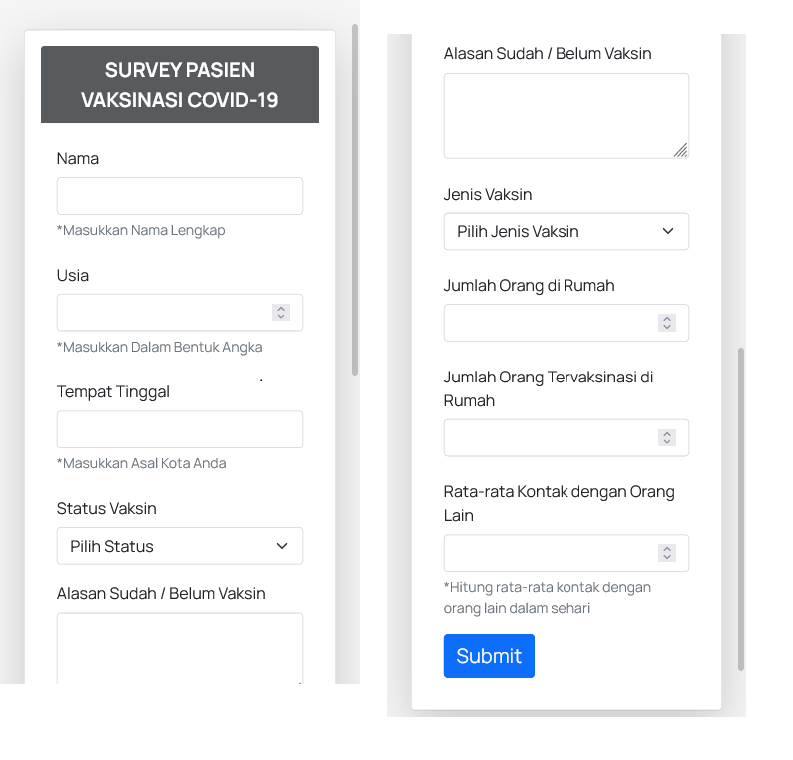 SURVEY PASIEN
VAKSINASI COVID-19
Nama
*Masukkan Nama Lengkap
Usia
*Masukkan Dalam Bentuk Angka
Tempat Tinggal
*Masukkan Asal Kota Anda
Status Vaksin
Pilih Status
Alasan Sudah / Belum Vaksin
Alasan Sudah / Belum Vaksin
Jenis Vaksin
Pilih Jenis Vaksin
Jumlah Orang di Rumah
Jumlah Orang Tervaksinasi di
Rumah
Rata-rata Kontak dengan Orang
Lain
*Hitung rata-rata kontak dengan
orang lain dalam sehari
Submit